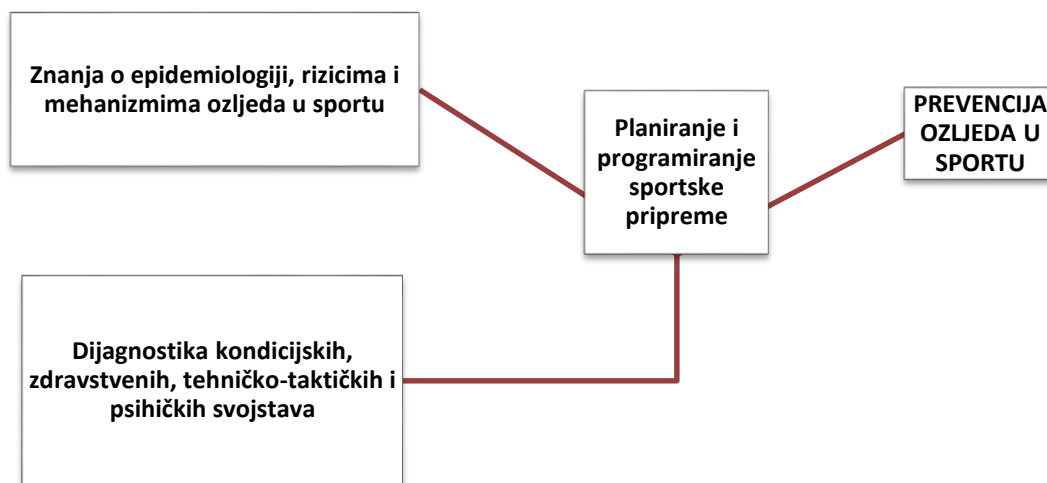 Znanja o epidemiologiji, rizicima i
mehanizmima ozljeda u sportu
Planiranje i
programiranje
sportske
pripreme
PREVENCIJA
OZLJEDA U
SPORTU
Dijagnostika kondicijskih,
zdravstvenih, tehničko-taktičkih i
psihičkih svojstava